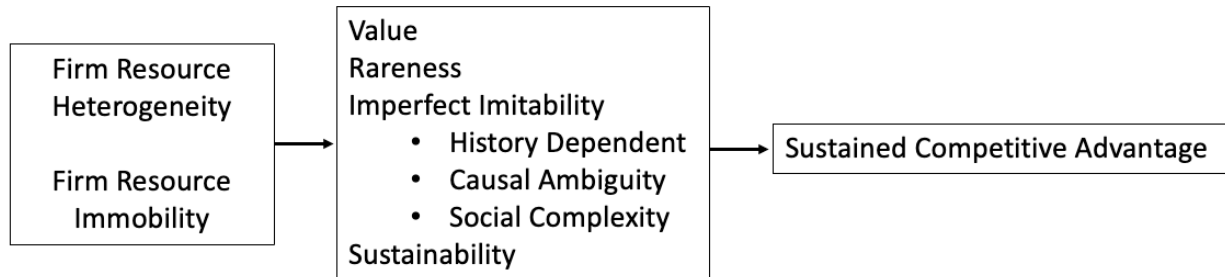 Firm Resource
Heterogeneity
Firm Resource
Immobility
Value
Rareness
Imperfect Imitability
• History Dependent
• Causal Ambiguity
• Social Complexity
Sustainability
Sustained Competitive Advantage